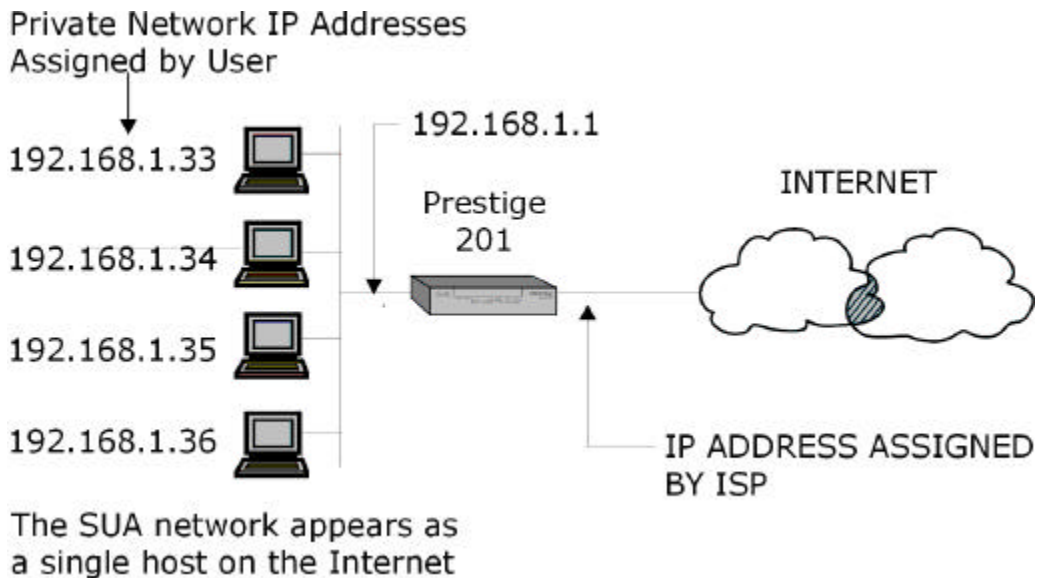 Private Network IP Addresses
Assigned by User
192.168.1.33
192.168.1.34
192.168.1.35
192.168.1.36
192.168.1.1
Prestige
201
INTERNET
IP ADDRESS ASSIGNED
BY ISP
The SUA network appears as
a single host on the Internet